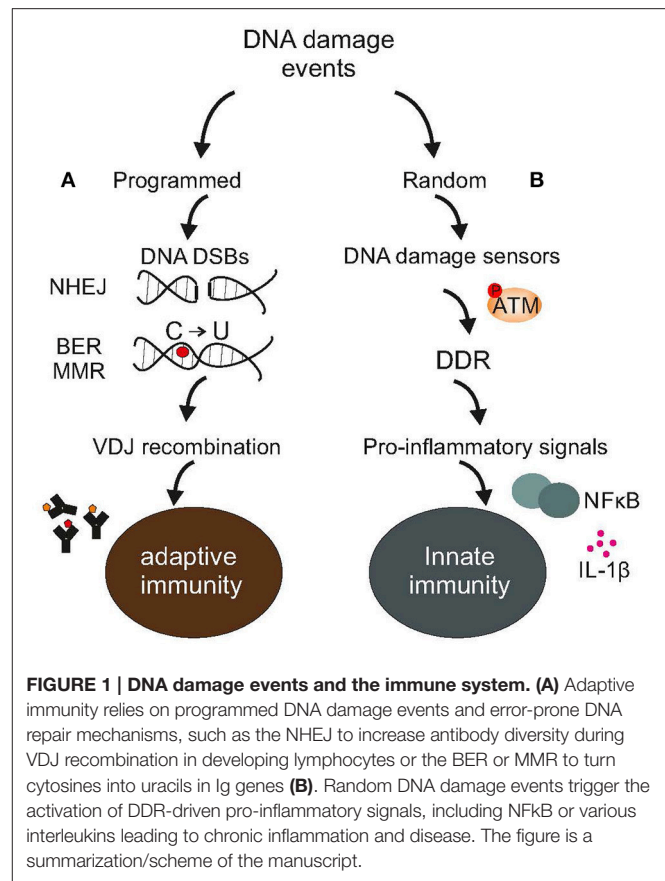 DNA damage
events
A Programmed
Random B
DNA DSBs
NHEJ
C → U
BER
MMR
VDJ recombination
adaptive
immunity
DNA damage sensors
P
ATM
DDR
Pro-inflammatory signals
NFκB
IL-1β
Innate
immunity
FIGURE 1 | DNA damage events and the immune system. (A) Adaptive
immunity relies on programmed DNA damage events and error-prone DNA
repair mechanisms, such as the NHEJ to increase antibody diversity during
VDJ recombination in developing lymphocytes or the BER or MMR to turn
cytosines into uracils in Ig genes (B). Random DNA damage events trigger the
activation of DDR-driven pro-inflammatory signals, including NFkB or various
interleukins leading to chronic inflammation and disease. The figure is a
summarization/scheme of the manuscript.